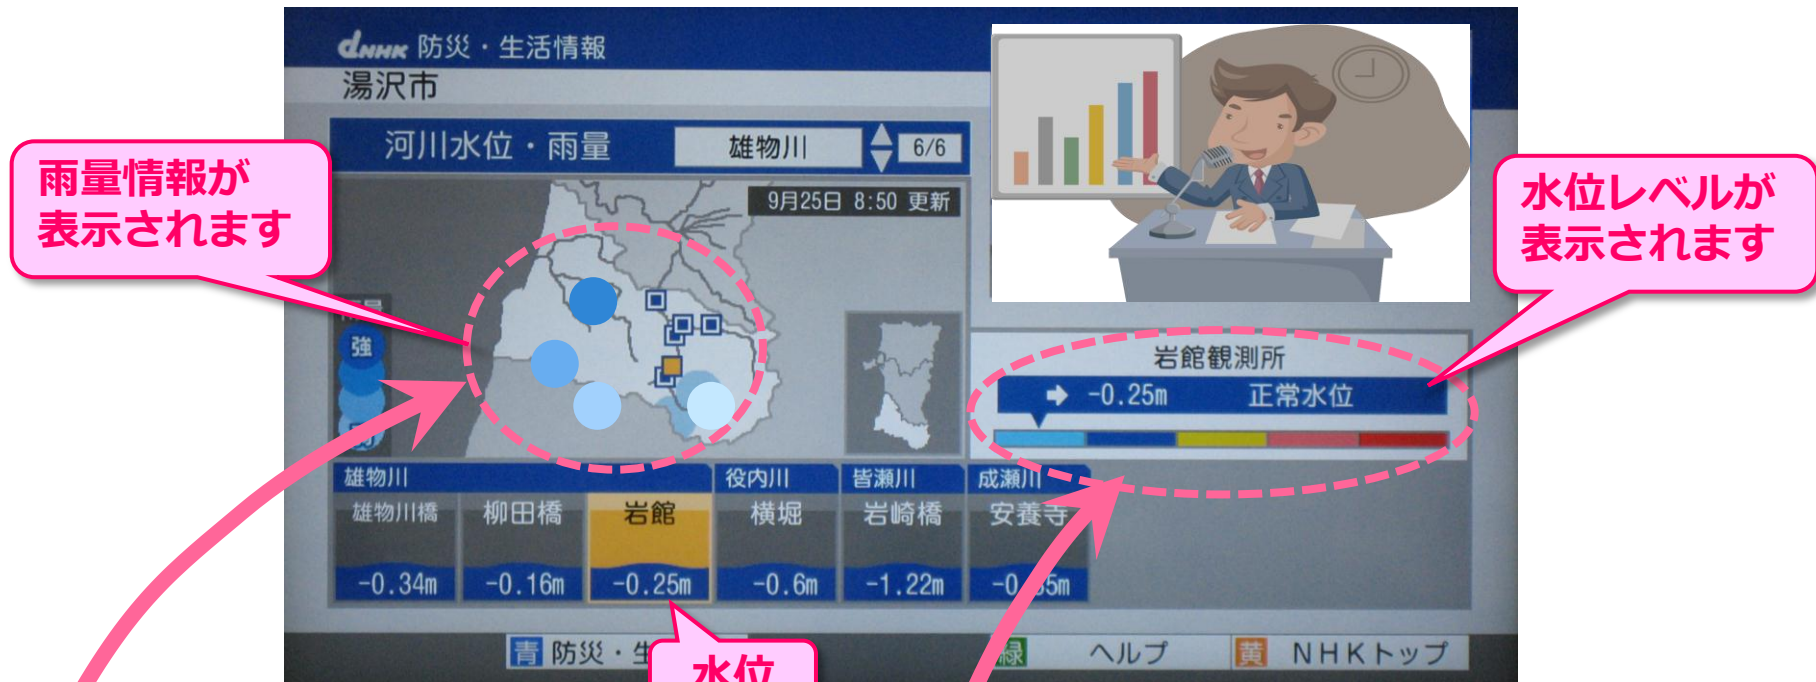 dNHK 防災・生活情報
湯沢市
河川水位・雨量 雄物川 6/6
9月25日 8:50 更新
雨量情報が
表示されます
水位レベルが
表示されます
強
岩館観測所
-0.25m 正常水位
雄物川 役内川 皆瀬川 成瀬川
雄物川橋 柳田橋 岩館 横堀 岩崎橋 安養寺
-0.34m -0.16m -0.25m -0.6m -1.22m
青 防災・生
水位
緑 ヘルプ 黄 NHKトップ